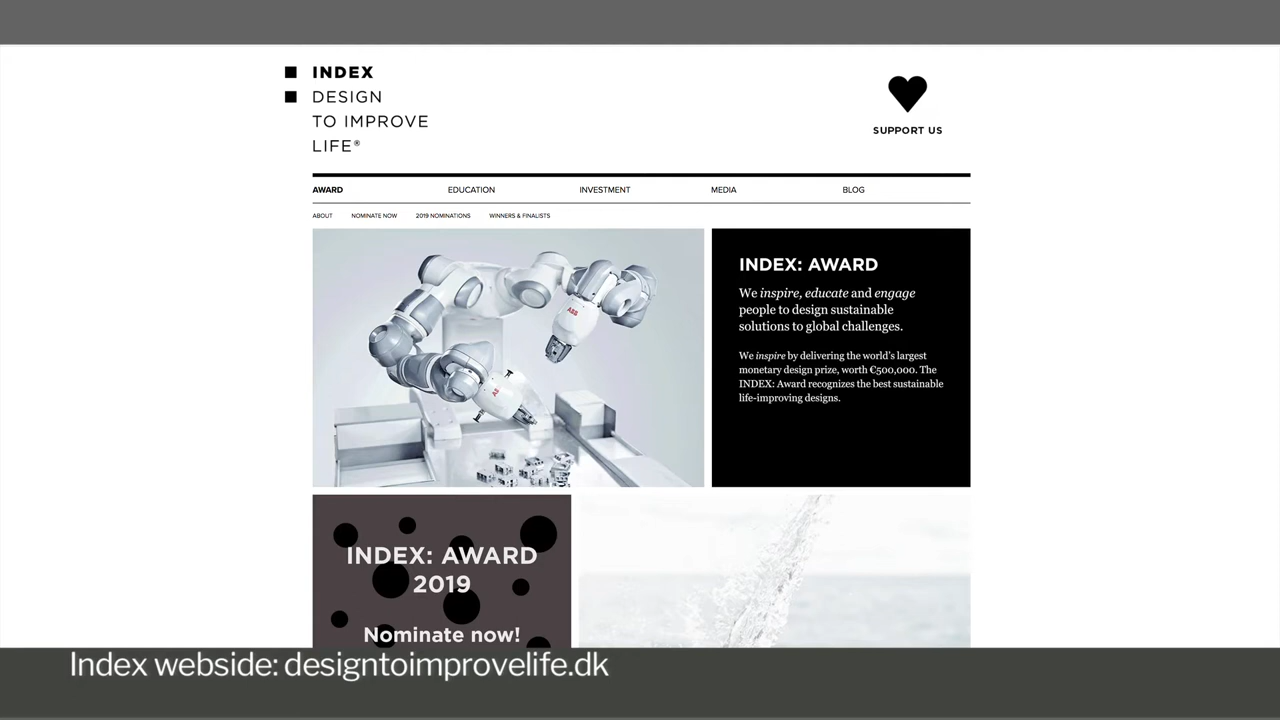 INDEX
DESIGN
TO IMPROVE
LIFE®
SUPPORT US
AWARD
EDUCATION
INVESTMENT
MEDIA
BLOG
ABOUT
NOMINATE NOW
2019 NOMINATIONS
WINNERS & FINALISTS
ABB
AB
INDEX: AWARD
We inspire, educate and engage
people to design sustainable
solutions to global challenges.
We inspire by delivering the world's largest
monetary design prize, worth €500,000. The
INDEX: Award recognizes the best sustainable
life-improving designs.
INDEX: AWARD
2019
Nominate now!
Index webside: designtoimprovelife.dk